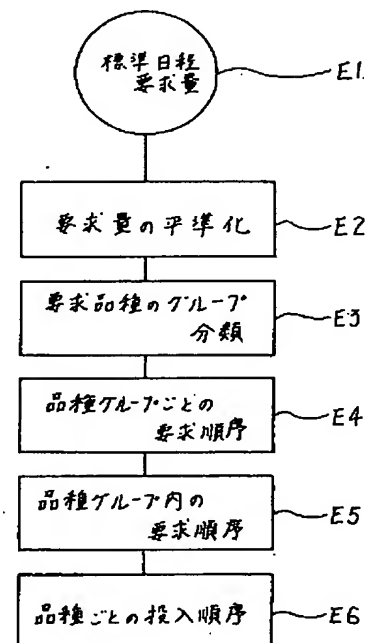 標準日程
要求量
E1
要求量の平準化
E2
要求品種のグループ
分類
E3
品種グループごとの
要求順序
E4
品種グループ内の
要求順序
E5
品種ごとの投入順序
E6